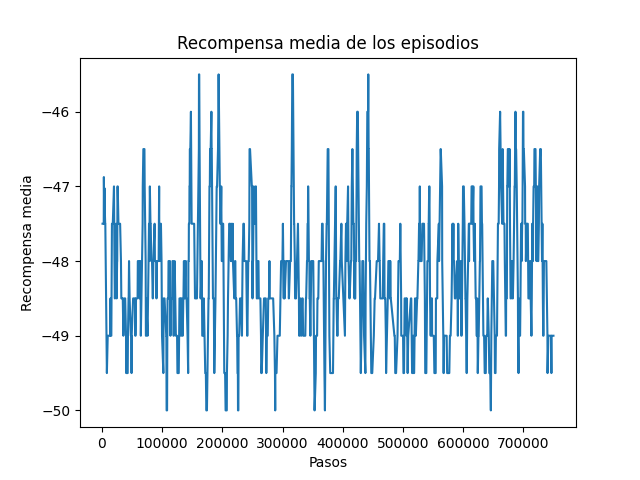 Recompensa media de los episodios
−46
−47
−48
−49
−50
Recompensa media
0 100000 200000 300000 400000 500000 600000 700000
Pasos